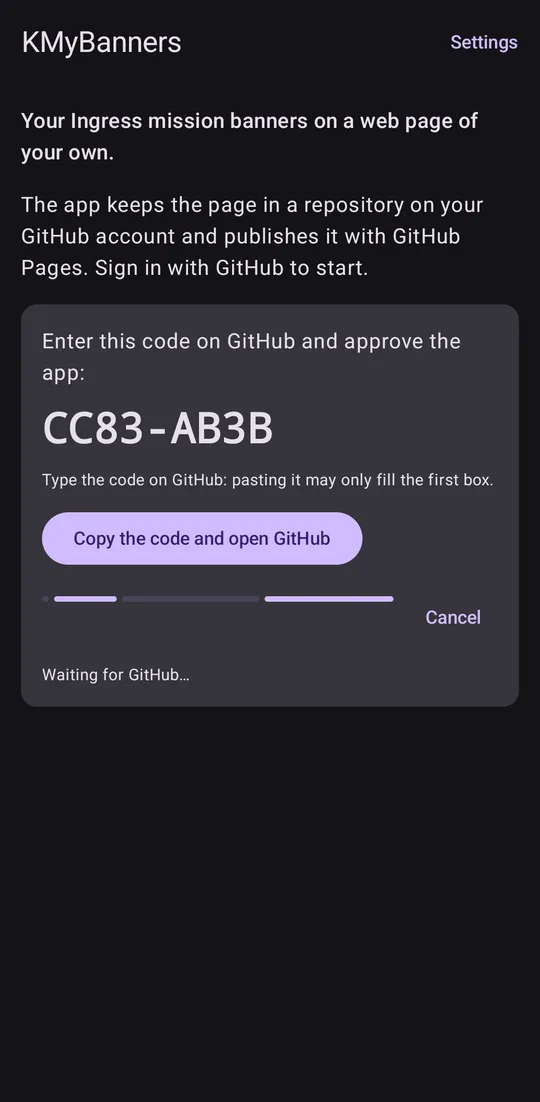 KMyBanners
Settings
Your Ingress mission banners on a web page of
your own.
The app keeps the page in a repository on your
GitHub account and publishes it with GitHub
Pages. Sign in with GitHub to start.
Enter this code on GitHub and approve the
app:
CC83-AB3B
Type the code on GitHub: pasting it may only fill the first box.
Copy the code and open GitHub
Cancel
Waiting for GitHub…